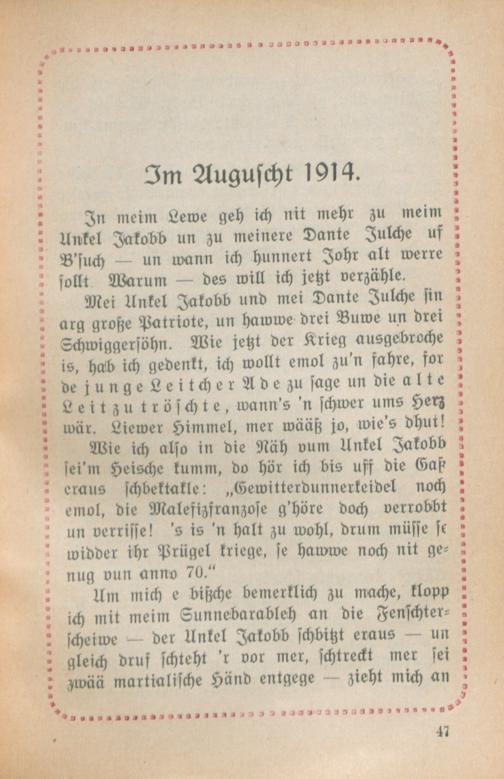 Im Auguscht 1914.
In meim Lewe geh ich nit mehr zu meim
Unkel Jakobb un zu meinere Dante Julche uf
B'such — un wann ich hunnert Johr alt werre
sollt. Warum — des will ich jetzt verzähle.
Mei Unkel Jakobb und mei Dante Julche sin
arg große Patriote, un hawwe drei Buwe un drei
Schwiggersöhn. Wie jetzt der Krieg ausgebroche
is, hab ich gedenkt, ich wollt emol zu'n fahre, for
de junge Leitcher Ade zu sage un die alte
Leit zu tröschte, wann's 'n schwer ums Herz
wär. Liewer Himmel, mer wääß jo, wie's dhut!
Wie ich also in die Näh vum Unkel Jakobb
sei'm Heische kumm, do hör ich bis uff die Gaß
eraus schbektakle: „Gewitterdunnerkeidel noch
emol, die Malefizfranzose g'höre doch verrobbt
un verrisse! 's is 'n halt zu wohl, drum müsse se
widder ihr Prügel kriege, se hawwe noch nit ge-
nug vun anno 70.“
Um mich e bißche bemerklich zu mache, klopp
ich mit meim Sunnebarableh an die Fenschter-
scheiwe — der Unkel Jakobb schbitzt eraus — un
gleich druf schteht 'r vor mer, schtreckt mer sei
zwää martialische Händ entgege — zieht mich an
47